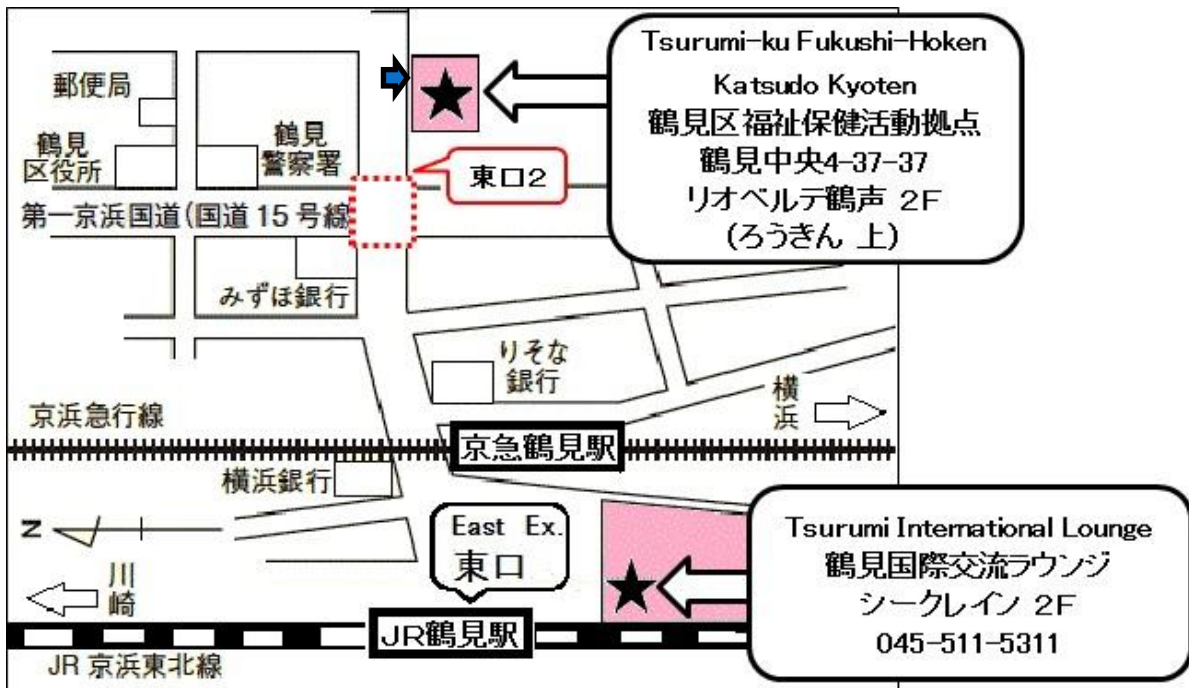 Tsurumi-ku Fukushi-Hoken
Katsudo Kyoten
鶴見区福祉保健活動拠点
鶴見中央4-37-37
リオベルデ鶴声 2F
(ろうきん 上)
郵便局
鶴見
区役所
鶴見
警察署
東口2
第一京浜国道(国道15号線
みずほ銀行
りそな
銀行
横浜
京浜急行線
京急鶴見駅
横浜銀行
N
川崎
East Ex.
東口
Tsurumi International Lounge
鶴見国際交流ラウンジ
シークレイン 2F
045-511-5311
JR鶴見駅
JR 京浜東北線